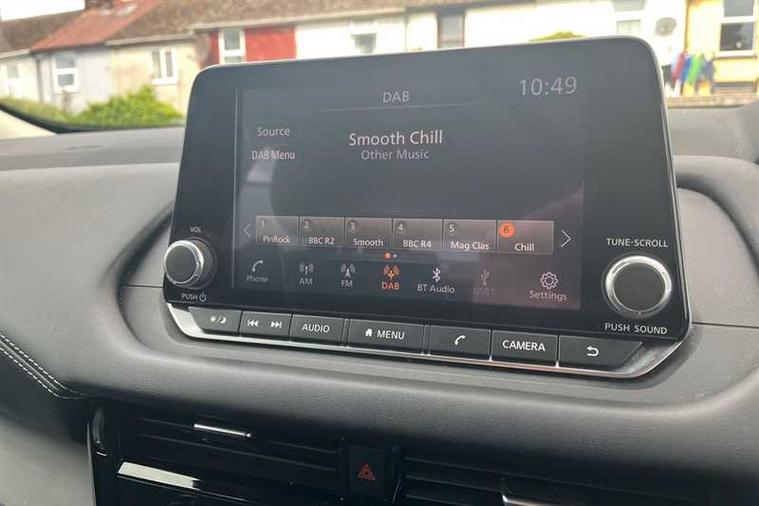 DAB
10:49
Source
Smooth Chill
DAB Menu
Other Music
1 2 3 4 5 6
PinRock BBC R2 Smooth BBC R4 Mag Clas Chill
Phone AM FM DAB BT Audio USB1 Settings
VOL
PUSH
TUNE-SCROLL
PUSH SOUND
AUDIO MENU CAMERA